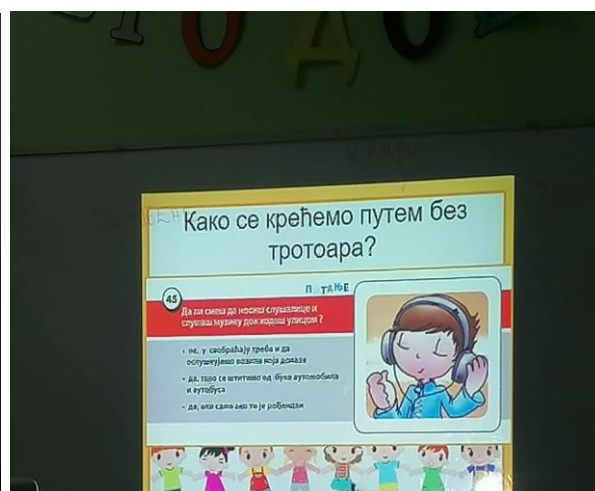 Како се крећемо путем без
тротоара?
45
Да ли смеш да носиш слушалице и
слушаш музику док ходаш улицом ?
- не, у саобраћају треба и да
ослушкујемо возила која долазе
- да, тако се штитимо од буке аутомобила
и аутобуса
- да, али само ако ти је рођендан